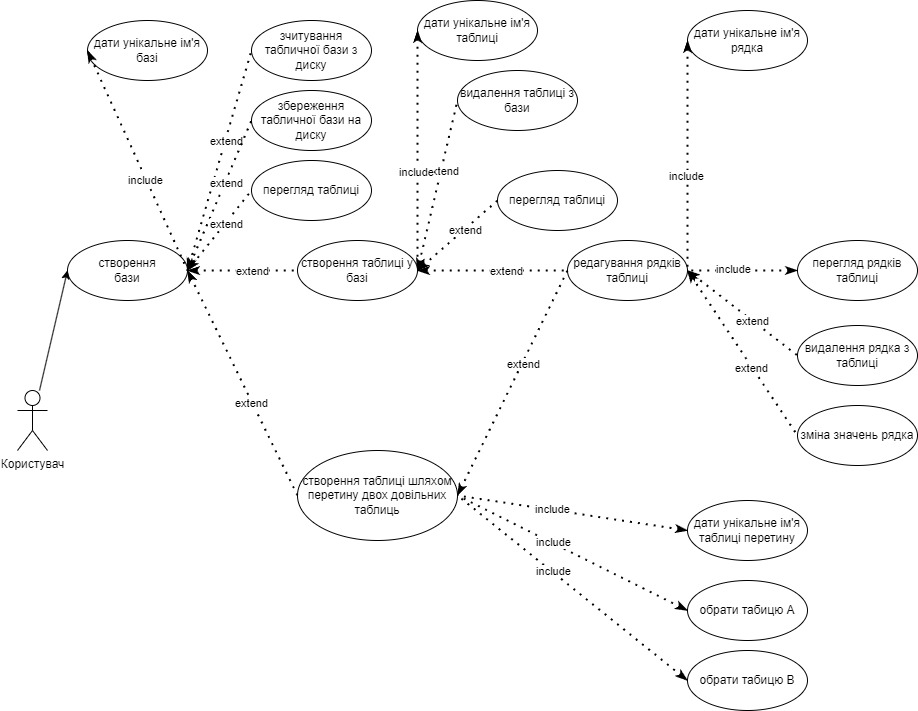 дати унікальне ім'я
базі
зчитування
табличної бази з
диску
дати унікальне ім'я
таблиці
дати унікальне ім'я
рядка
збереження
табличної бази на
диску
видалення таблиці з
бази
extend
include
extend
include
extend
include
перегляд таблиці
перегляд таблиці
extend
extend
створення
бази
extend
створення таблиці у
базі
extend
редагування рядків
таблиці
include
перегляд рядків
таблиці
extend
видалення рядка з
таблиці
extend
extend
extend
зміна значень рядка
Користувач
створення таблиці шляхом
перетину двох довільних
таблиць
include
дати унікальне ім'я
таблиці перетину
include
include
обрати табицю А
обрати табицю В